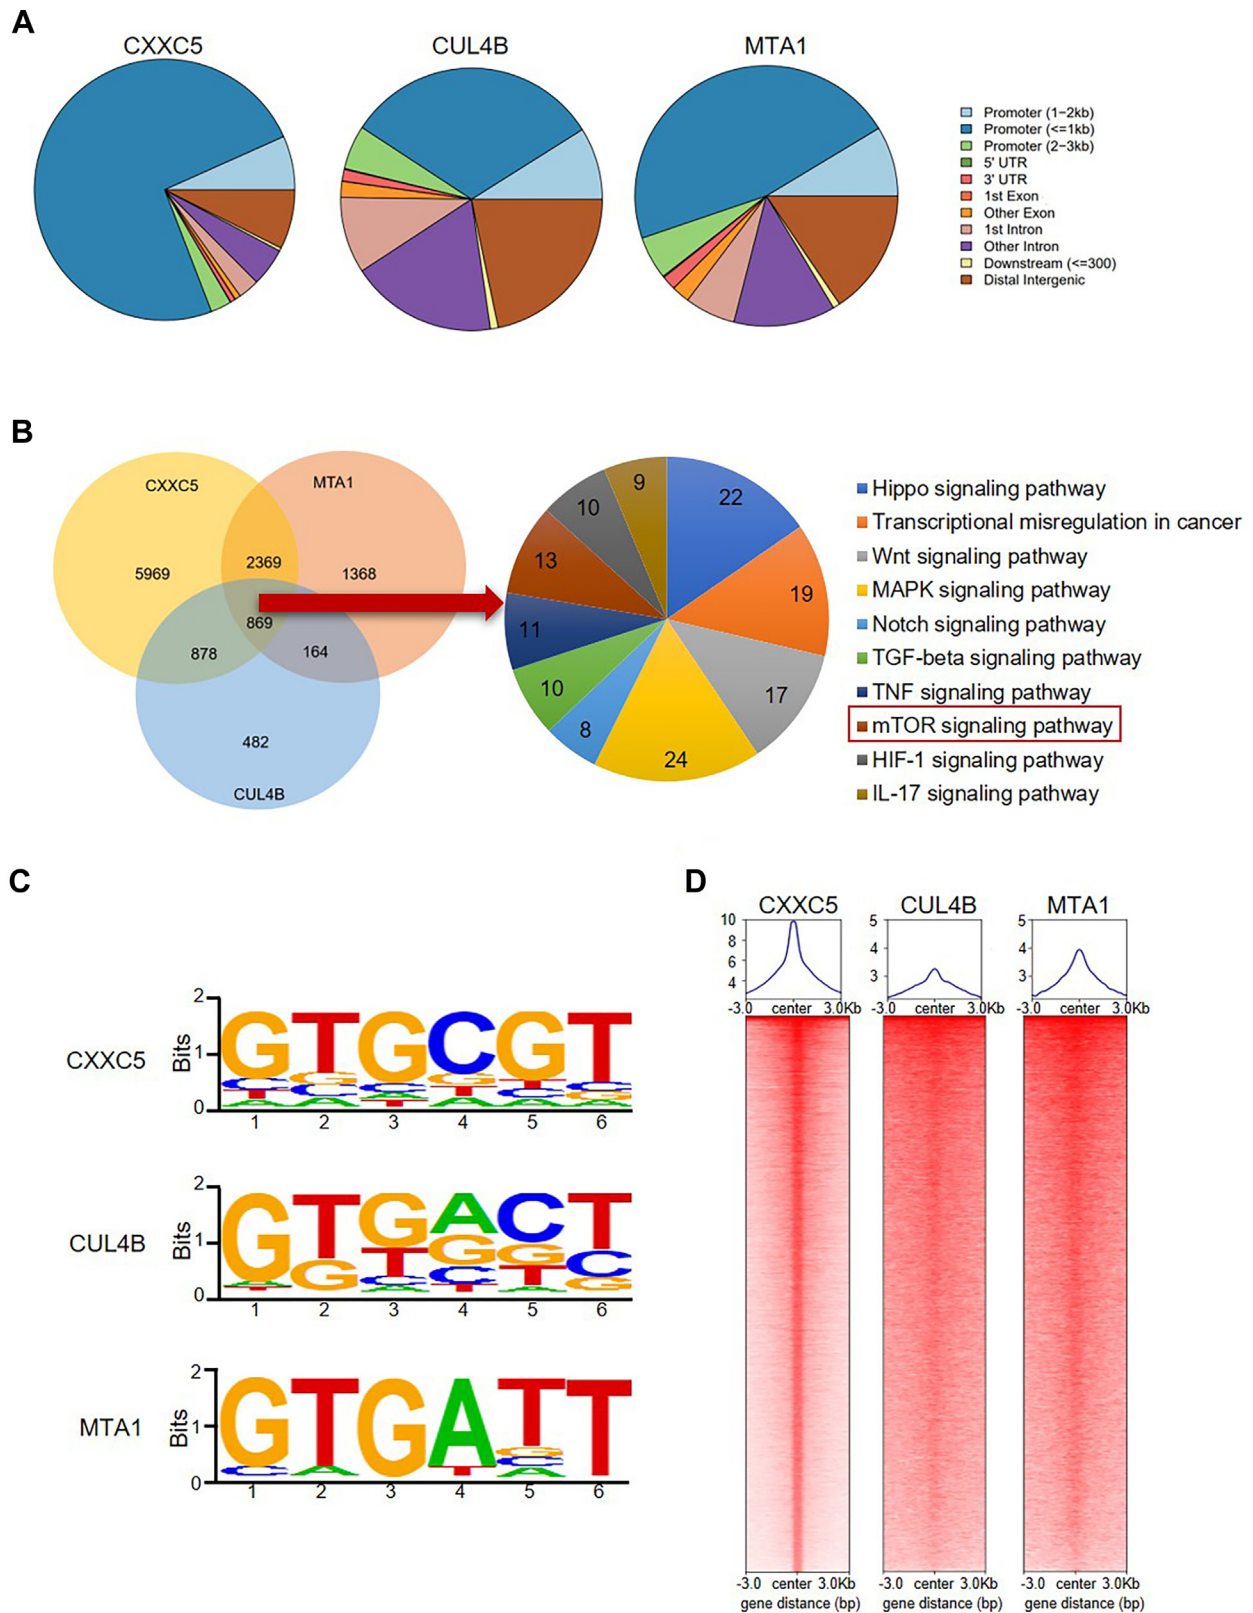 A
CXXC5
CUL4B
MTA1
Promoter (1−2kb)
Promoter (<=1kb)
Promoter (2−3kb)
5' UTR
3' UTR
1st Exon
Other Exon
1st Intron
Other Intron
Downstream (<=300)
Distal Intergenic
B
CXXC5
MTA1
5969
2369
1368
869
878
164
482
CUL4B
22
19
17
24
8
10
11
13
10
9
Hippo signaling pathway
Transcriptional misregulation in cancer
Wnt signaling pathway
MAPK signaling pathway
Notch signaling pathway
TGF-beta signaling pathway
TNF signaling pathway
mTOR signaling pathway
HIF-1 signaling pathway
IL-17 signaling pathway
C
CXXC5
Bits
2
1
0
GTGCGT
1 2 3 4 5 6
CUL4B
Bits
2
1
0
GTGACT
1 2 3 4 5 6
MTA1
Bits
2
1
0
GTGATT
1 2 3 4 5 6
D
CXXC5 CUL4B MTA1
10
8
6
4
5
4
3
5
4
3
-3.0 center 3.0Kb -3.0 center 3.0Kb -3.0 center 3.0Kb
-3.0 center 3.0Kb -3.0 center 3.0Kb -3.0 center 3.0Kb
gene distance (bp) gene distance (bp) gene distance (bp)